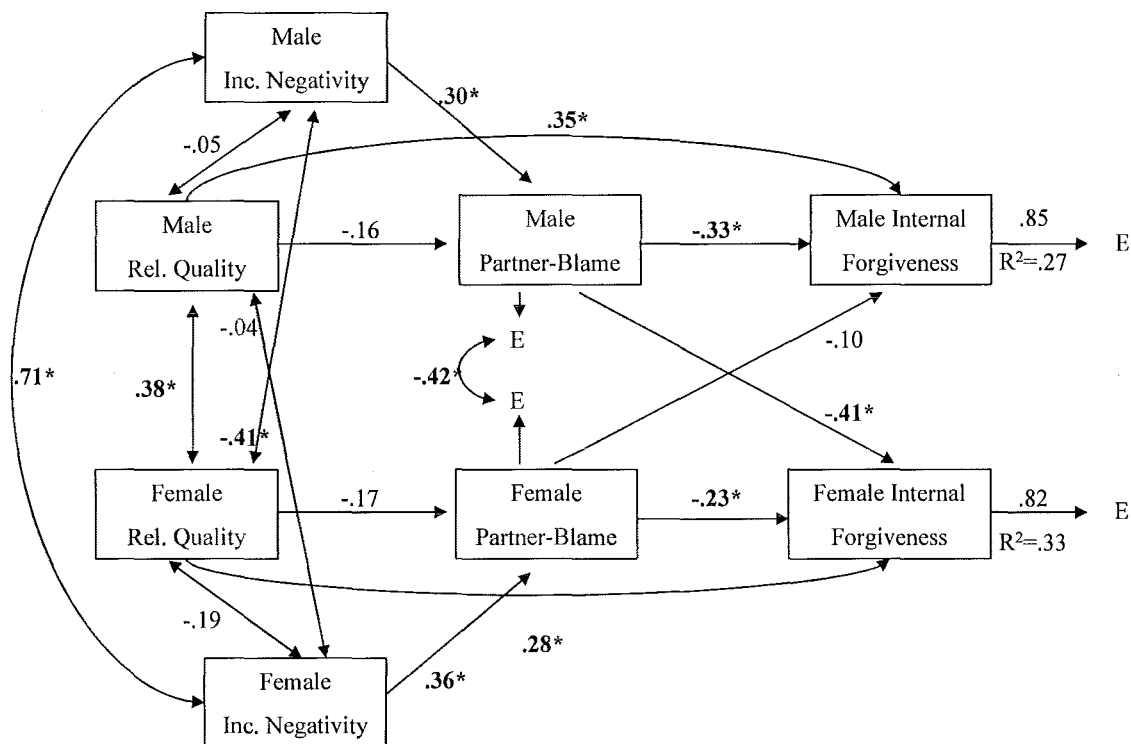 Male
Inc. Negativity
.30*
.35*
-.05
Male
Rel. Quality
-.16
Male
Partner-Blame
-.33*
Male Internal
Forgiveness
.85
R²=.27
E
-.04
E
-.10
.71*
.38*
-.42*
E
-.41*
-.41*
Female
Rel. Quality
-.17
Female
Partner-Blame
-.23*
Female Internal
Forgiveness
.82
R²=.33
E
-.19
.28*
Female
Inc. Negativity
.36*